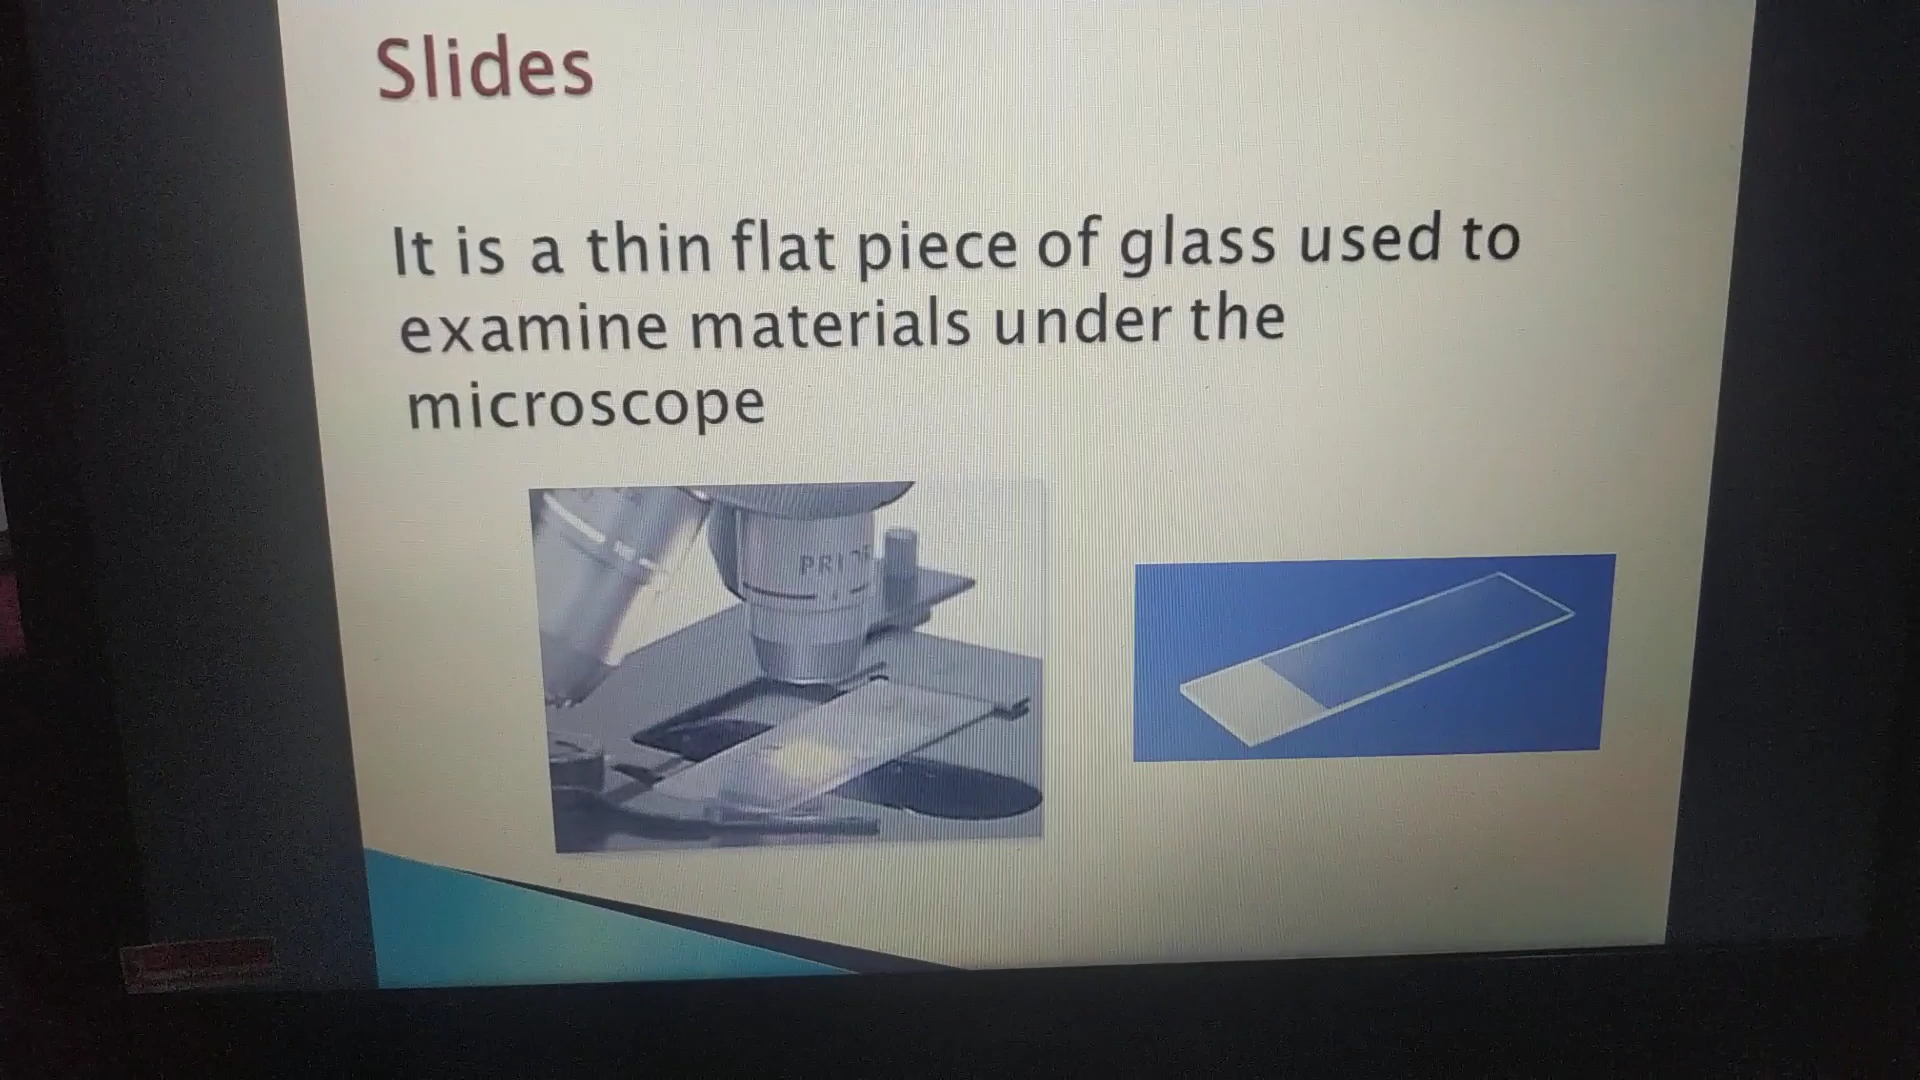 Slides
It is a thin flat piece of glass used to
examine materials under the
microscope